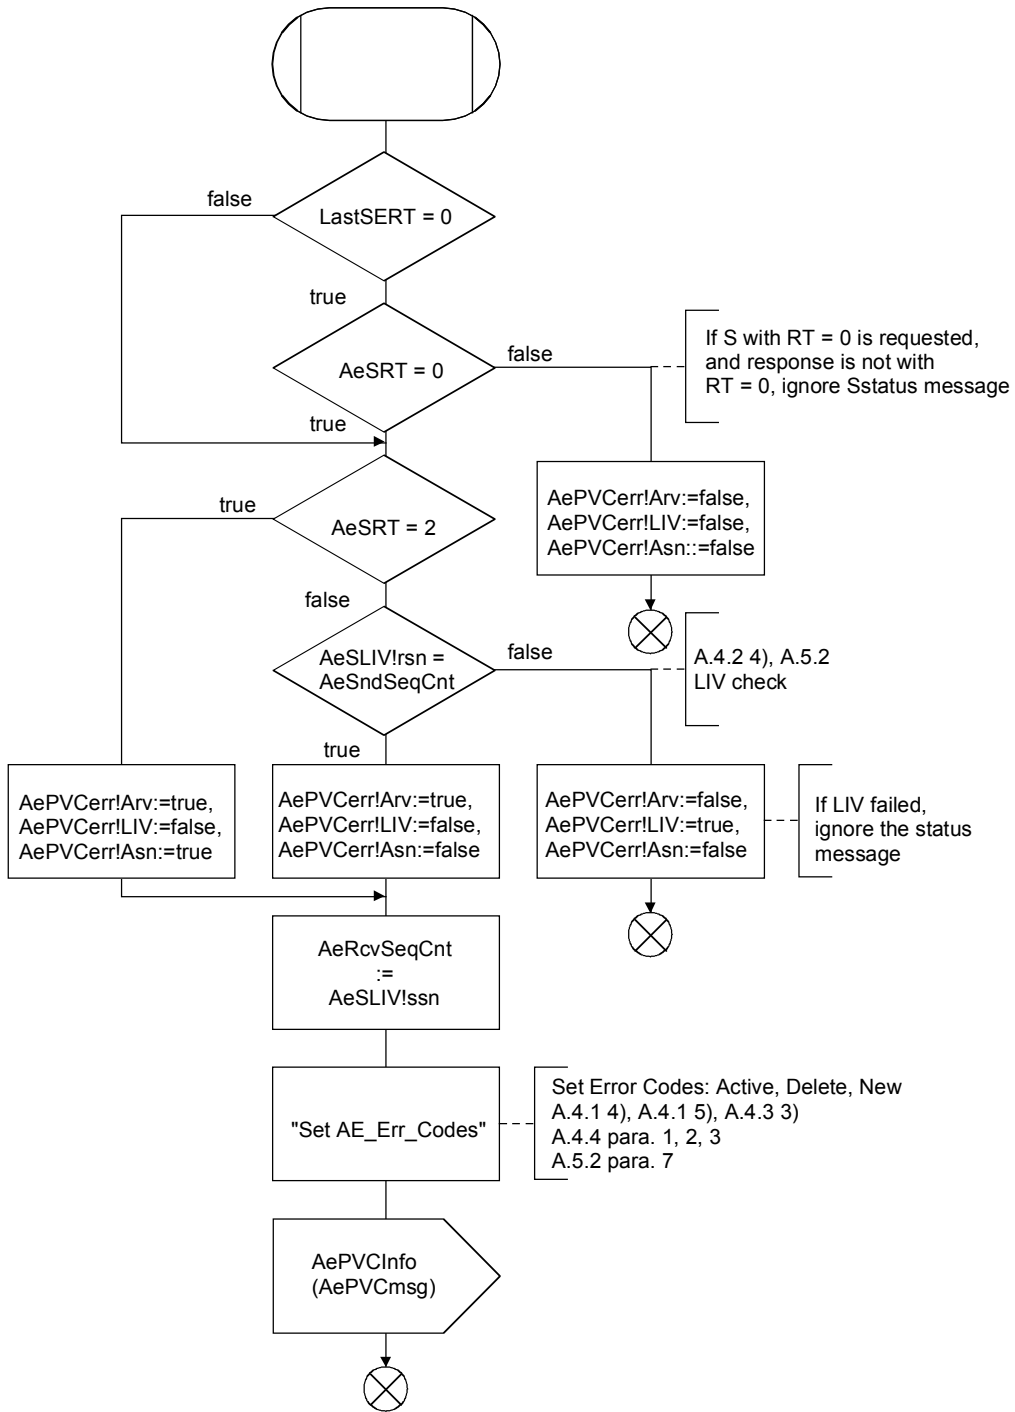 false
LastSERT = 0
true
AeSRT = 0
false
If S with RT = 0 is requested,
and response is not with
RT = 0, ignore Sstatus message
true
true
AeSRT = 2
AePVCerr!Arv:=false,
AePVCerr!LIV:=false,
AePVCerr!Asn::=false
false
AeSLIV!rsn =
AeSndSeqCnt
false
A.4.2 4), A.5.2
LIV check
true
AePVCerr!Arv:=true,
AePVCerr!LIV:=false,
AePVCerr!Asn:=true
AePVCerr!Arv:=true,
AePVCerr!LIV:=false,
AePVCerr!Asn:=false
AePVCerr!Arv:=false,
AePVCerr!LIV:=true,
AePVCerr!Asn:=false
If LIV failed,
ignore the status
message
AeRcvSeqCnt
:=
AeSLIV!ssn
"Set AE_Err_Codes"
Set Error Codes: Active, Delete, New
A.4.1 4), A.4.1 5), A.4.3 3)
A.4.4 para. 1, 2, 3
A.5.2 para. 7
AePVCInfo
(AePVCmsg)